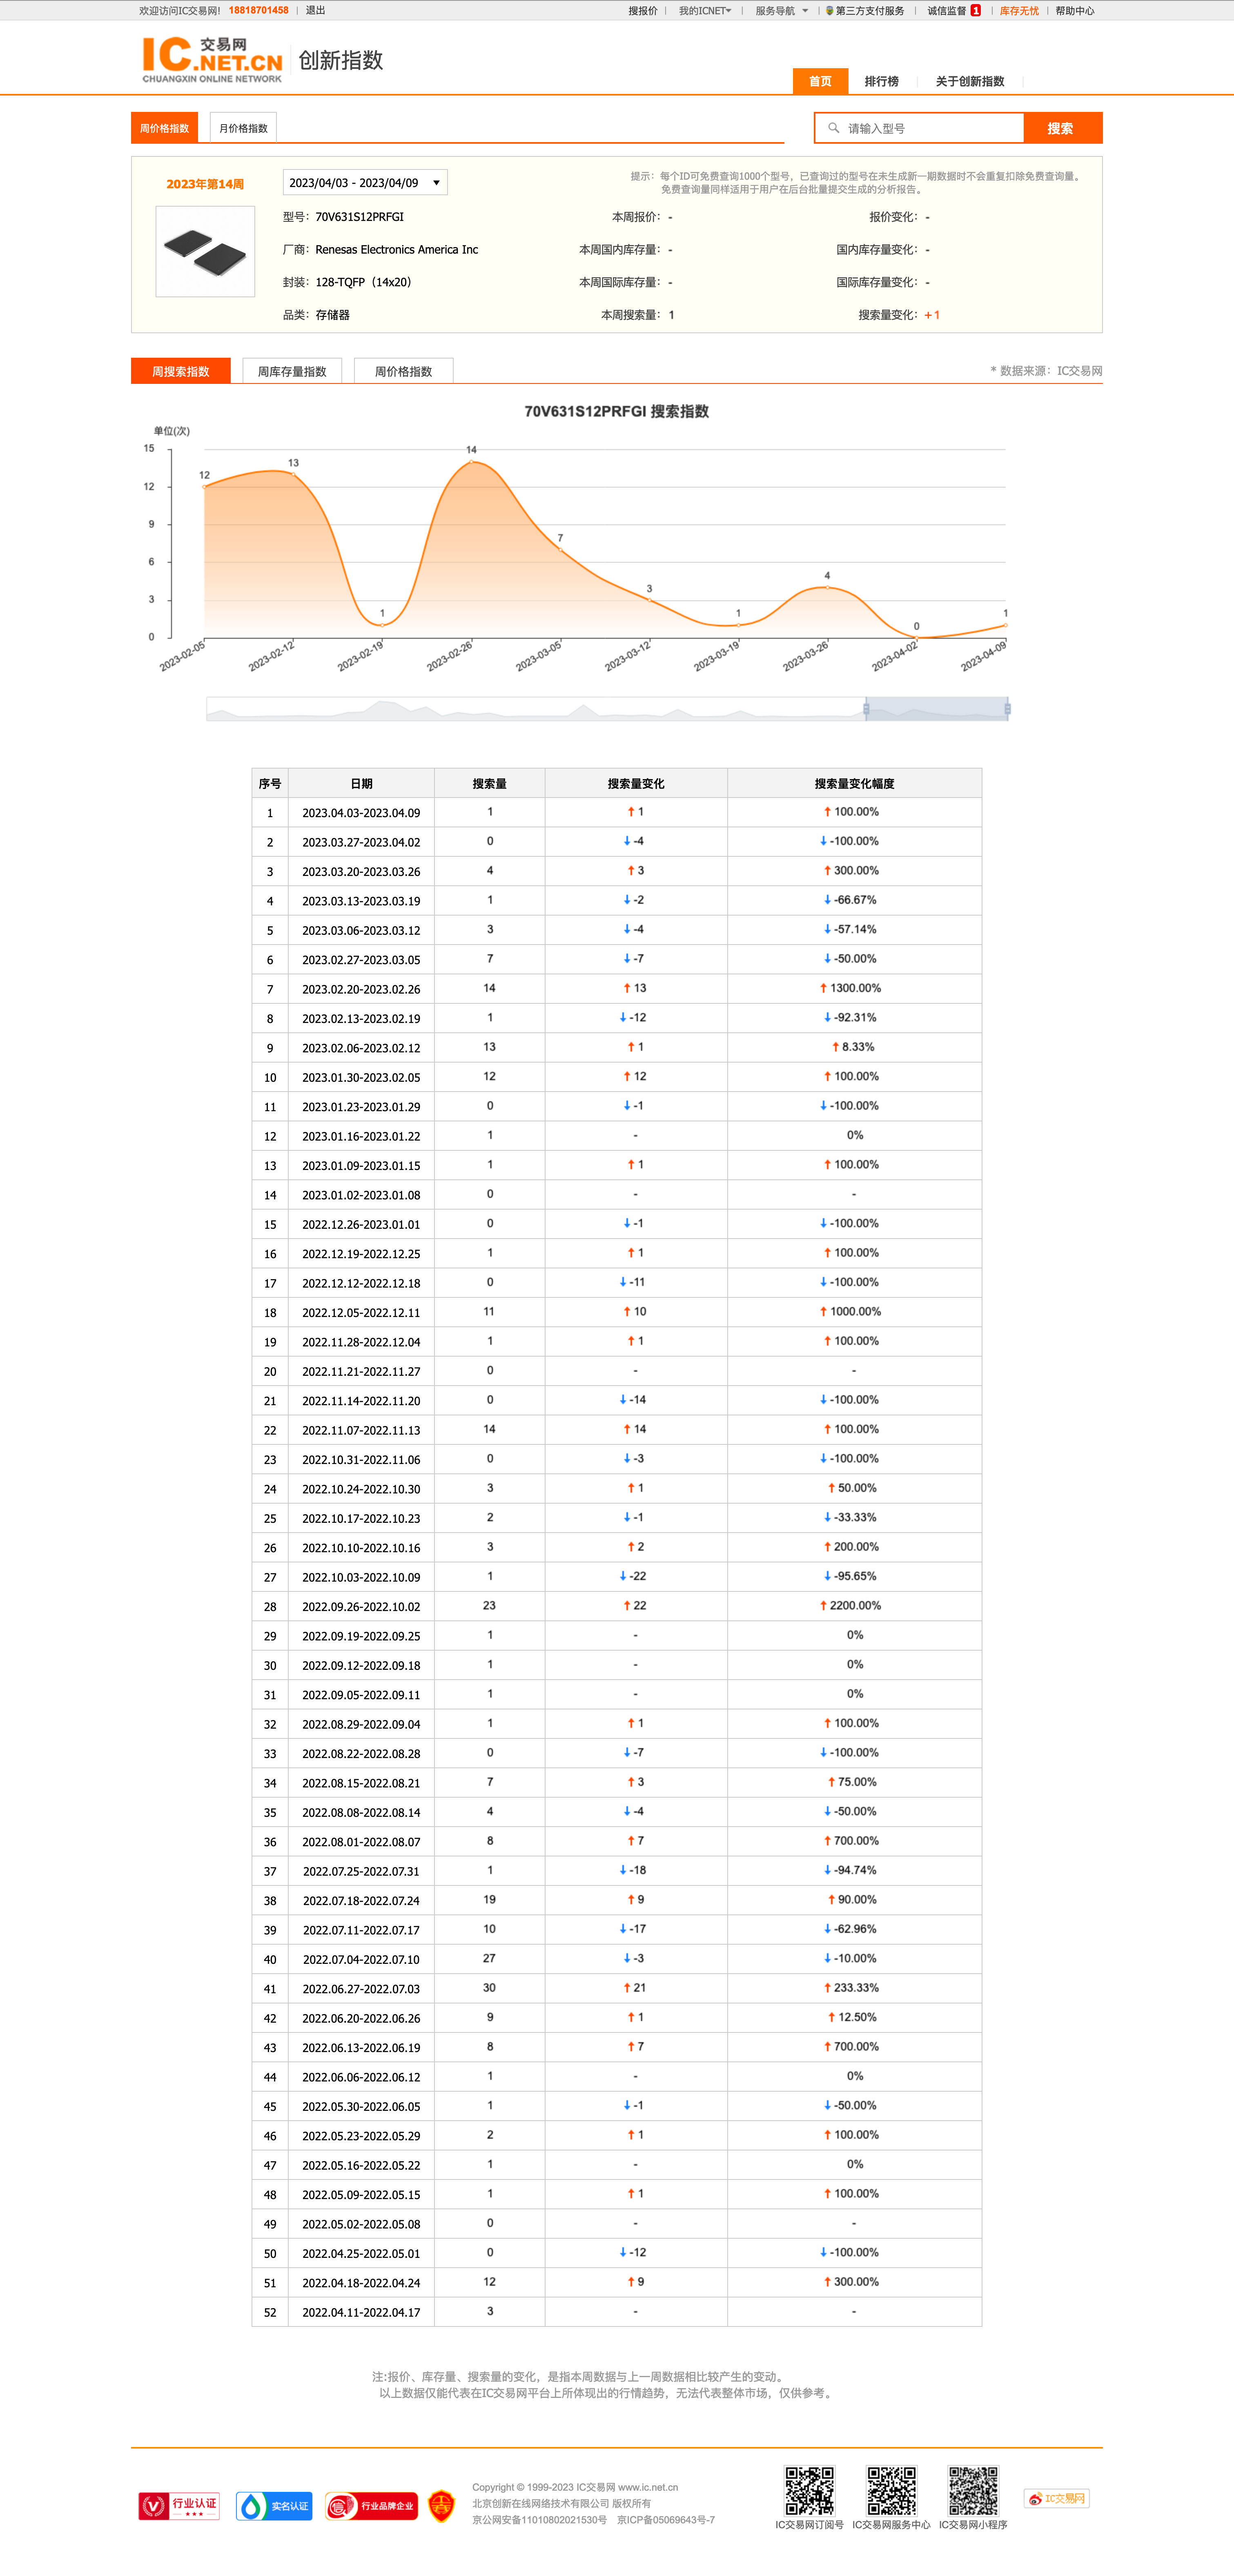 欢迎访问IC交易网! 18818701458 | 退出 搜报价 | 我的ICNET | 服务导航 | 第三方支付服务 | 诚信监督 1 | 库存无忧 | 帮助中心
IC 交易网 .NET.CN CHUANGXIN ONLINE NETWORK 创新指数
首页 排行榜 关于创新指数
周价格指数 月价格指数 请输入型号 搜索
2023年第14周 2023/04/03 - 2023/04/09
提示：每个ID可免费查询1000个型号，已查询过的型号在未生成新一期数据时不会重复扣除免费查询量。
免费查询量同样适用于用户在后台批量提交生成的分析报告。
型号：70V631S12PRFGI 本周报价：- 报价变化：-
厂商：Renesas Electronics America Inc 本周国内库存量：- 国内库存量变化：-
封装：128-TQFP（14x20） 本周国际库存量：- 国际库存量变化：-
品类：存储器 本周搜索量：1 搜索量变化：+1
周搜索指数 周库存量指数 周价格指数 * 数据来源：IC交易网
70V631S12PRFGI 搜索指数
单位(次)
15
12
9
6
3
0
12 13 1 14 7 3 1 4 0 1
2023-02-05 2023-02-12 2023-02-19 2023-02-26 2023-03-05 2023-03-12 2023-03-19 2023-03-26 2023-04-02 2023-04-09
序号 日期 搜索量 搜索量变化 搜索量变化幅度
1 2023.04.03-2023.04.09 1 ↑ 1 ↑ 100.00%
2 2023.03.27-2023.04.02 0 ↓ -4 ↓ -100.00%
3 2023.03.20-2023.03.26 4 ↑ 3 ↑ 300.00%
4 2023.03.13-2023.03.19 1 ↓ -2 ↓ -66.67%
5 2023.03.06-2023.03.12 3 ↓ -4 ↓ -57.14%
6 2023.02.27-2023.03.05 7 ↓ -7 ↓ -50.00%
7 2023.02.20-2023.02.26 14 ↑ 13 ↑ 1300.00%
8 2023.02.13-2023.02.19 1 ↓ -12 ↓ -92.31%
9 2023.02.06-2023.02.12 13 ↑ 1 ↑ 8.33%
10 2023.01.30-2023.02.05 12 ↑ 12 ↑ 100.00%
11 2023.01.23-2023.01.29 0 ↓ -1 ↓ -100.00%
12 2023.01.16-2023.01.22 1 - 0%
13 2023.01.09-2023.01.15 1 ↑ 1 ↑ 100.00%
14 2023.01.02-2023.01.08 0 - -
15 2022.12.26-2023.01.01 0 ↓ -1 ↓ -100.00%
16 2022.12.19-2022.12.25 1 ↑ 1 ↑ 100.00%
17 2022.12.12-2022.12.18 0 ↓ -11 ↓ -100.00%
18 2022.12.05-2022.12.11 11 ↑ 10 ↑ 1000.00%
19 2022.11.28-2022.12.04 1 ↑ 1 ↑ 100.00%
20 2022.11.21-2022.11.27 0 - -
21 2022.11.14-2022.11.20 0 ↓ -14 ↓ -100.00%
22 2022.11.07-2022.11.13 14 ↑ 14 ↑ 100.00%
23 2022.10.31-2022.11.06 0 ↓ -3 ↓ -100.00%
24 2022.10.24-2022.10.30 3 ↑ 1 ↑ 50.00%
25 2022.10.17-2022.10.23 2 ↓ -1 ↓ -33.33%
26 2022.10.10-2022.10.16 3 ↑ 2 ↑ 200.00%
27 2022.10.03-2022.10.09 1 ↓ -22 ↓ -95.65%
28 2022.09.26-2022.10.02 23 ↑ 22 ↑ 2200.00%
29 2022.09.19-2022.09.25 1 - 0%
30 2022.09.12-2022.09.18 1 - 0%
31 2022.09.05-2022.09.11 1 - 0%
32 2022.08.29-2022.09.04 1 ↑ 1 ↑ 100.00%
33 2022.08.22-2022.08.28 0 ↓ -7 ↓ -100.00%
34 2022.08.15-2022.08.21 7 ↑ 3 ↑ 75.00%
35 2022.08.08-2022.08.14 4 ↓ -4 ↓ -50.00%
36 2022.08.01-2022.08.07 8 ↑ 7 ↑ 700.00%
37 2022.07.25-2022.07.31 1 ↓ -18 ↓ -94.74%
38 2022.07.18-2022.07.24 19 ↑ 9 ↑ 90.00%
39 2022.07.11-2022.07.17 10 ↓ -17 ↓ -62.96%
40 2022.07.04-2022.07.10 27 ↓ -3 ↓ -10.00%
41 2022.06.27-2022.07.03 30 ↑ 21 ↑ 233.33%
42 2022.06.20-2022.06.26 9 ↑ 1 ↑ 12.50%
43 2022.06.13-2022.06.19 8 ↑ 7 ↑ 700.00%
44 2022.06.06-2022.06.12 1 - 0%
45 2022.05.30-2022.06.05 1 ↓ -1 ↓ -50.00%
46 2022.05.23-2022.05.29 2 ↑ 1 ↑ 100.00%
47 2022.05.16-2022.05.22 1 - 0%
48 2022.05.09-2022.05.15 1 ↑ 1 ↑ 100.00%
49 2022.05.02-2022.05.08 0 - -
50 2022.04.25-2022.05.01 0 ↓ -12 ↓ -100.00%
51 2022.04.18-2022.04.24 12 ↑ 9 ↑ 300.00%
52 2022.04.11-2022.04.17 3 - -
注:报价、库存量、搜索量的变化，是指本周数据与上一周数据相比较产生的变动。
以上数据仅能代表在IC交易网平台上所体现出的行情趋势，无法代表整体市场，仅供参考。
行业认证 实名认证 信 行业品牌企业
Copyright © 1999-2023 IC交易网 www.ic.net.cn
北京创新在线网络技术有限公司 版权所有
京公网安备11010802021530号 京ICP备05069643号-7
IC交易网订阅号 IC交易网服务中心 IC交易网小程序 IC交易网